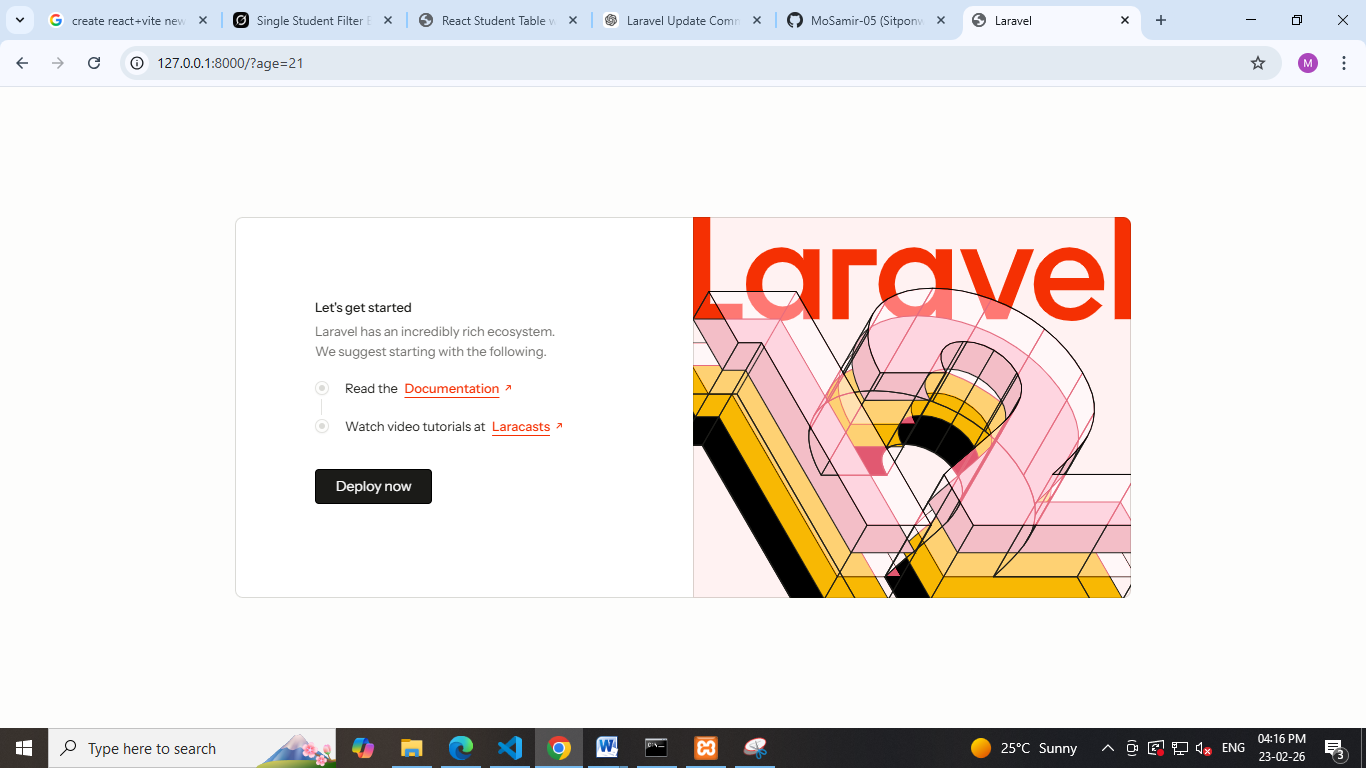 create react+vite new
Single Student Filter
React Student Table w
Laravel Update Comm
MoSamir-05 (Sitponw
Laravel
127.0.0.1:8000/?age=21
M
Let's get started
Laravel has an incredibly rich ecosystem.
We suggest starting with the following.
Read the Documentation
Watch video tutorials at Laracasts
Deploy now
Laravel
Type here to search
25°C Sunny
ENG
04:16 PM
23-02-26
3